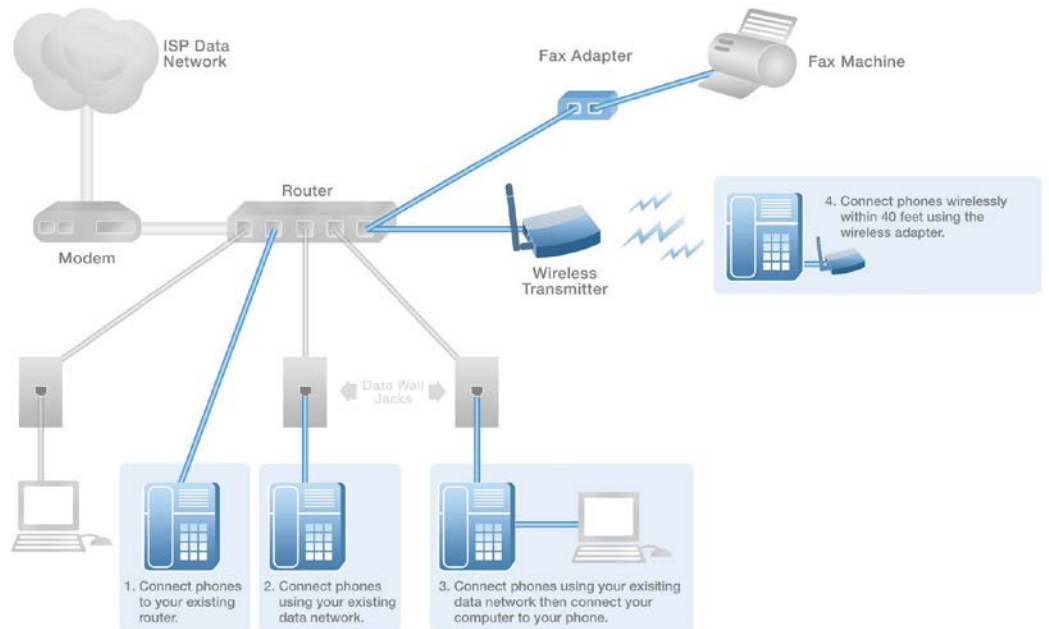 ISP Data
Network
Fax Adapter
Fax Machine
Router
Modem
Wireless
Transmitter
4. Connect phones wirelessly
within 40 feet using the
wireless adapter.
Data Wall
Jacks
1. Connect phones
to your existing
router.
2. Connect phones
using your existing
data network.
3. Connect phones using your exisiting
data network then connect your
computer to your phone.